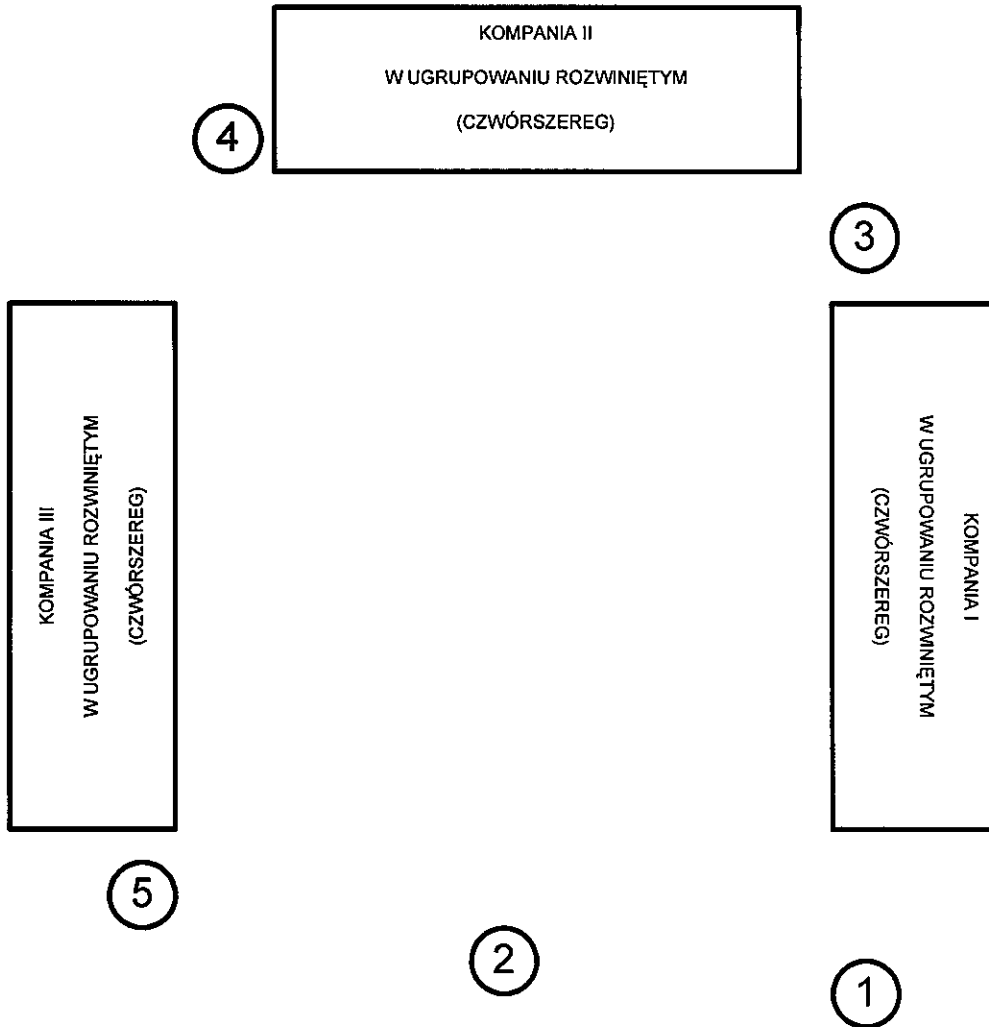 KOMPANIA II
W UGRUPOWANIU ROZWINIĘTYM
(CZWÓRSZEREG)
4
3
KOMPANIA III
W UGRUPOWANIU ROZWINIĘTYM
(CZWÓRSZEREG)
KOMPANIA I
W UGRUPOWANIU ROZWINIĘTYM
(CZWÓRSZEREG)
5
2
1